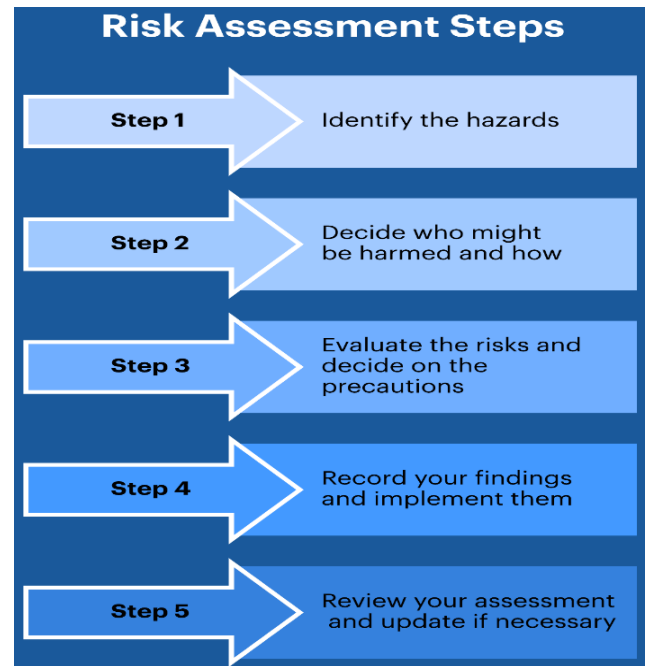 Risk Assessment Steps
Step 1
Identify the hazards
Step 2
Decide who might
be harmed and how
Step 3
Evaluate the risks and
decide on the
precautions
Step 4
Record your findings
and implement them
Step 5
Review your assessment
and update if necessary